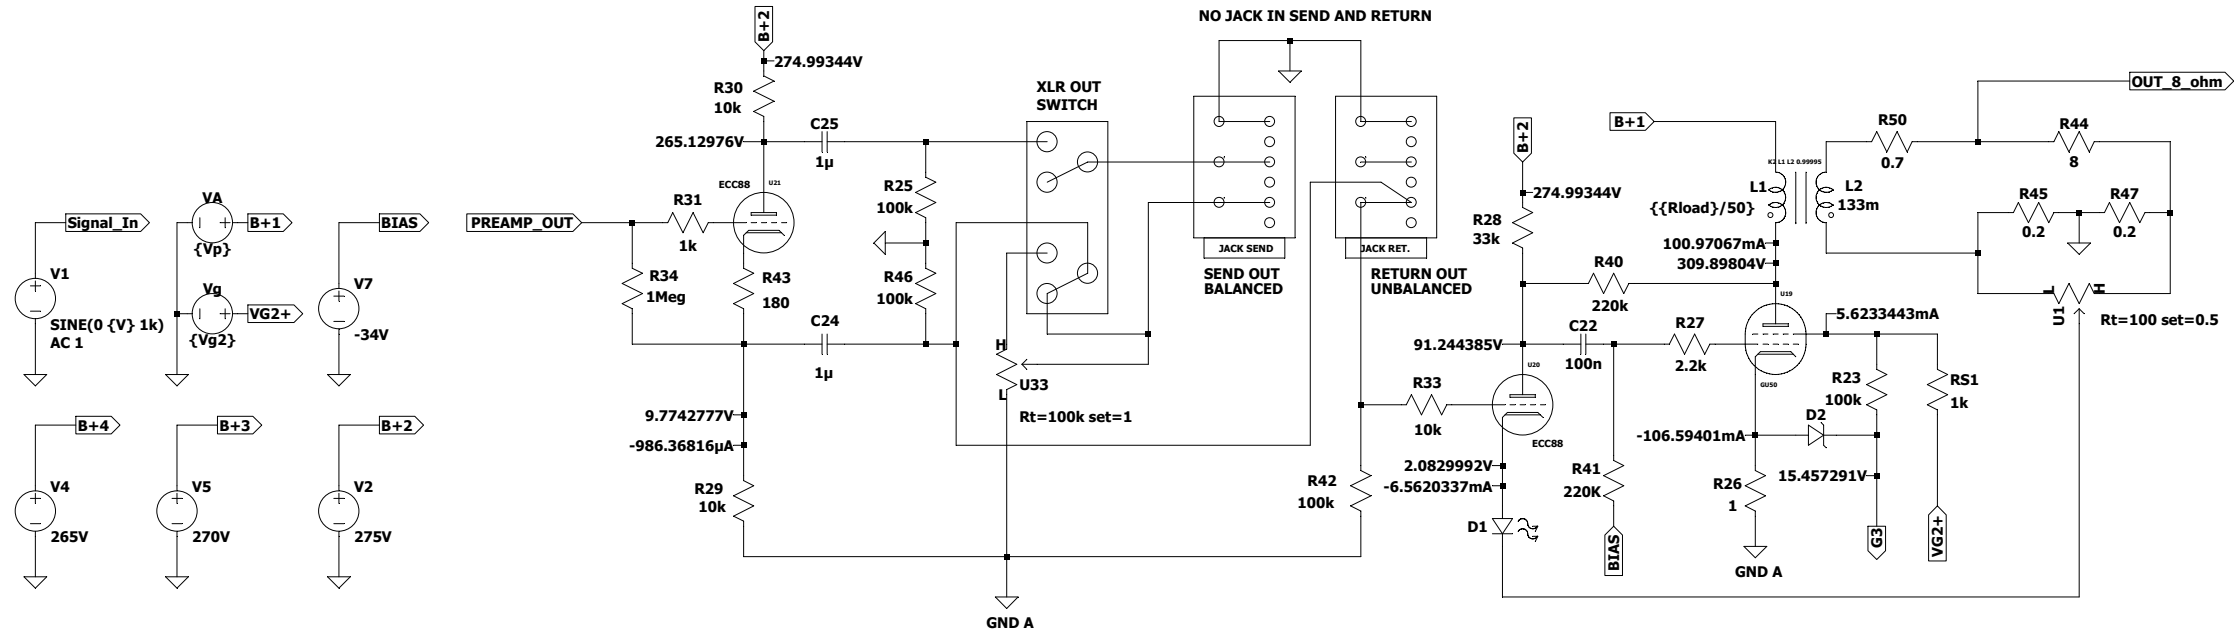 NO JACK IN SEND AND RETURN
B+2
274.99344V
R30
10k
265.12976V
C25
1µ
XLR OUT
SWITCH
ECC88
U21
R31
1k
PREAMP_OUT
R34
1Meg
R43
180
R25
100k
R46
100k
C24
1µ
9.7742777V
-986.36816µA
R29
10k
H
U33
L
Rt=100k set=1
GND A
JACK SEND
SEND OUT
BALANCED
JACK RET.
RETURN OUT
UNBALANCED
Signal_In
V1
SINE(0 {V} 1k)
AC 1
VA
{Vp}
B+1
Vg
{Vg2}
VG2+
BIAS
V7
-34V
B+4
V4
265V
B+3
V5
270V
B+2
V2
275V
B+2
274.99344V
R28
33k
R40
220k
91.244385V
C22
100n
R27
2.2k
U20
ECC88
R33
10k
R42
100k
2.0829992V
-6.5620337mA
D1
R41
220K
BIAS
B+1
K2 L1 L2 0.99995
L1
{{Rload}/50}
L2
133m
100.97067mA
309.89804V
U19
GU50
5.6233443mA
R23
100k
RS1
1k
D2
-106.59401mA
15.457291V
R26
1
GND A
G3
VG2+
OUT_8_ohm
R50
0.7
R44
8
R45
0.2
R47
0.2
L
H
U1
Rt=100 set=0.5